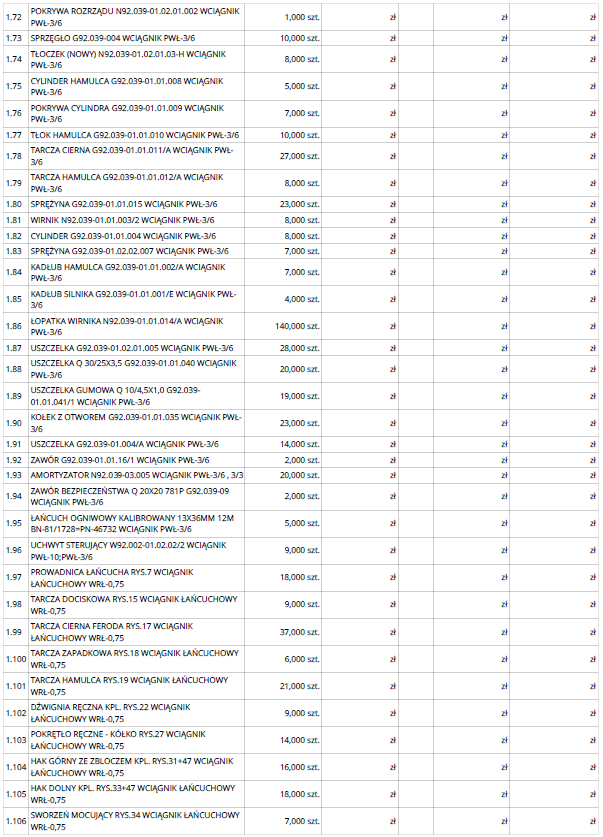 1.72 POKRYWA ROZRZĄDU N92.039-01.02.01.002 WCIĄGNIK 1,000 szt. zł zł zł
PWŁ-3/6
1.73 SPRZĘGŁO G92.039-004 WCIĄGNIK PWŁ-3/6 10,000 szt. zł zł zł
1.74 TŁOCZEK (NOWY) N92.039-01.02.01.03-H WCIĄGNIK 8,000 szt. zł zł zł
PWŁ-3/6
1.75 CYLINDER HAMULCA G92.039-01.01.008 WCIĄGNIK 5,000 szt. zł zł zł
PWŁ-3/6
1.76 POKRYWA CYLINDRA G92.039-01.01.009 WCIĄGNIK 7,000 szt. zł zł zł
PWŁ-3/6
1.77 TŁOK HAMULCA G92.039-01.01.010 WCIĄGNIK PWŁ-3/6 10,000 szt. zł zł zł
1.78 TARCZA CIERNA G92.039-01.01.011/A WCIĄGNIK PWŁ- 27,000 szt. zł zł zł
3/6
1.79 TARCZA HAMULCA G92.039-01.01.012/A WCIĄGNIK 8,000 szt. zł zł zł
PWŁ-3/6
1.80 SPRĘŻYNA G92.039-01.01.015 WCIĄGNIK PWŁ-3/6 23,000 szt. zł zł zł
1.81 WIRNIK N92.039-01.01.003/2 WCIĄGNIK PWŁ-3/6 8,000 szt. zł zł zł
1.82 CYLINDER G92.039-01.01.004 WCIĄGNIK PWŁ-3/6 8,000 szt. zł zł zł
1.83 SPRĘŻYNA G92.039-01.02.02.007 WCIĄGNIK PWŁ-3/6 7,000 szt. zł zł zł
1.84 KADŁUB HAMULCA G92.039-01.01.002/A WCIĄGNIK 7,000 szt. zł zł zł
PWŁ-3/6
1.85 KADŁUB SILNIKA G92.039-01.01.001/E WCIĄGNIK PWŁ- 4,000 szt. zł zł zł
3/6
1.86 ŁOPATKA WIRNIKA N92.039-01.01.014/A WCIĄGNIK 140,000 szt. zł zł zł
PWŁ-3/6
1.87 USZCZELKA G92.039-01.02.01.005 WCIĄGNIK PWŁ-3/6 28,000 szt. zł zł zł
1.88 USZCZELKA Q 30/25X3,5 G92.039-01.01.040 WCIĄGNIK 20,000 szt. zł zł zł
PWŁ-3/6
1.89 USZCZELKA GUMOWA Q 10/4,5X1,0 G92.039- 19,000 szt. zł zł zł
01.01.041/1 WCIĄGNIK PWŁ-3/6
1.90 KOŁEK Z OTWOREM G92.039-01.01.035 WCIĄGNIK PWŁ- 23,000 szt. zł zł zł
3/6
1.91 USZCZELKA G92.039-01.004/A WCIĄGNIK PWŁ-3/6 14,000 szt. zł zł zł
1.92 ZAWÓR G92.039-01.01.16/1 WCIĄGNIK PWŁ-3/6 2,000 szt. zł zł zł
1.93 AMORTYZATOR N92.039-03.005 WCIĄGNIK PWŁ-3/6 , 3/3 20,000 szt. zł zł zł
1.94 ZAWÓR BEZPIECZEŃSTWA Q 20X20 781P G92.039-09 2,000 szt. zł zł zł
WCIĄGNIK PWŁ-3/6
1.95 ŁAŃCUCH OGNIWOWY KALIBROWANY 13X36MM 12M 5,000 szt. zł zł zł
BN-81/1728=PN-46732 WCIĄGNIK PWŁ-3/6
1.96 UCHWYT STERUJĄCY W92.002-01.02.02/2 WCIĄGNIK 9,000 szt. zł zł zł
PWŁ-10;PWŁ-3/6
1.97 PROWADNICA ŁAŃCUCHA RYS.7 WCIĄGNIK 18,000 szt. zł zł zł
ŁAŃCUCHOWY WRŁ-0,75
1.98 TARCZA DOCISKOWA RYS.15 WCIĄGNIK ŁAŃCUCHOWY 9,000 szt. zł zł zł
WRŁ-0,75
1.99 TARCZA CIERNA FERODA RYS.17 WCIĄGNIK 37,000 szt. zł zł zł
ŁAŃCUCHOWY WRŁ-0,75
1.100 TARCZA ZAPADKOWA RYS.18 WCIĄGNIK ŁAŃCUCHOWY 6,000 szt. zł zł zł
WRŁ-0,75
1.101 TARCZA HAMULCA RYS.19 WCIĄGNIK ŁAŃCUCHOWY 21,000 szt. zł zł zł
WRŁ-0,75
1.102 DŹWIGNIA RĘCZNA KPL. RYS.22 WCIĄGNIK 9,000 szt. zł zł zł
ŁAŃCUCHOWY WRŁ-0,75
1.103 POKRĘTŁO RĘCZNE - KÓŁKO RYS.27 WCIĄGNIK 14,000 szt. zł zł zł
ŁAŃCUCHOWY WRŁ-0,75
1.104 HAK GÓRNY ZE ZBLOCZEM KPL. RYS.31+47 WCIĄGNIK 16,000 szt. zł zł zł
ŁAŃCUCHOWY WRŁ-0,75
1.105 HAK DOLNY KPL. RYS.33+47 WCIĄGNIK ŁAŃCUCHOWY 18,000 szt. zł zł zł
WRŁ-0,75
1.106 SWORZEŃ MOCUJĄCY RYS.34 WCIĄGNIK ŁAŃCUCHOWY 7,000 szt. zł zł zł
WRŁ-0,75